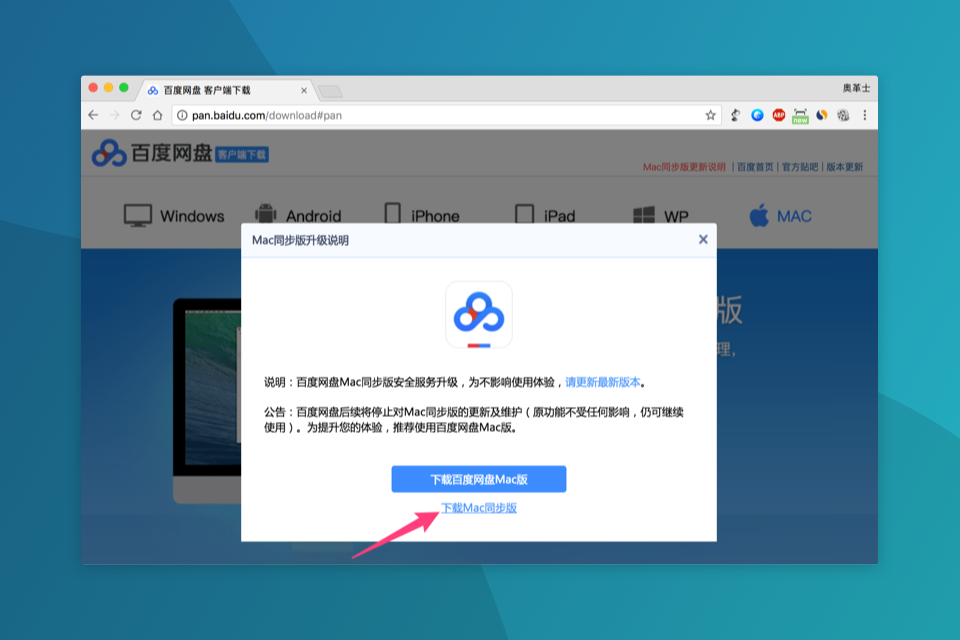 百度网盘 客户端下载
奥革士
pan.baidu.com/download#pan
ABP
new
百度网盘 客户端下载
Mac同步版更新说明 | 百度首页 | 官方贴吧 | 版本更新
Windows
Android
iPhone
iPad
WP
MAC
Mac同步版升级说明
版
理,
说明：百度网盘Mac同步版安全服务升级，为不影响使用体验，请更新最新版本。
公告：百度网盘后续将停止对Mac同步版的更新及维护（原功能不受任何影响，仍可继续
使用）。为提升您的体验，推荐使用百度网盘Mac版。
下载百度网盘Mac版
下载Mac同步版